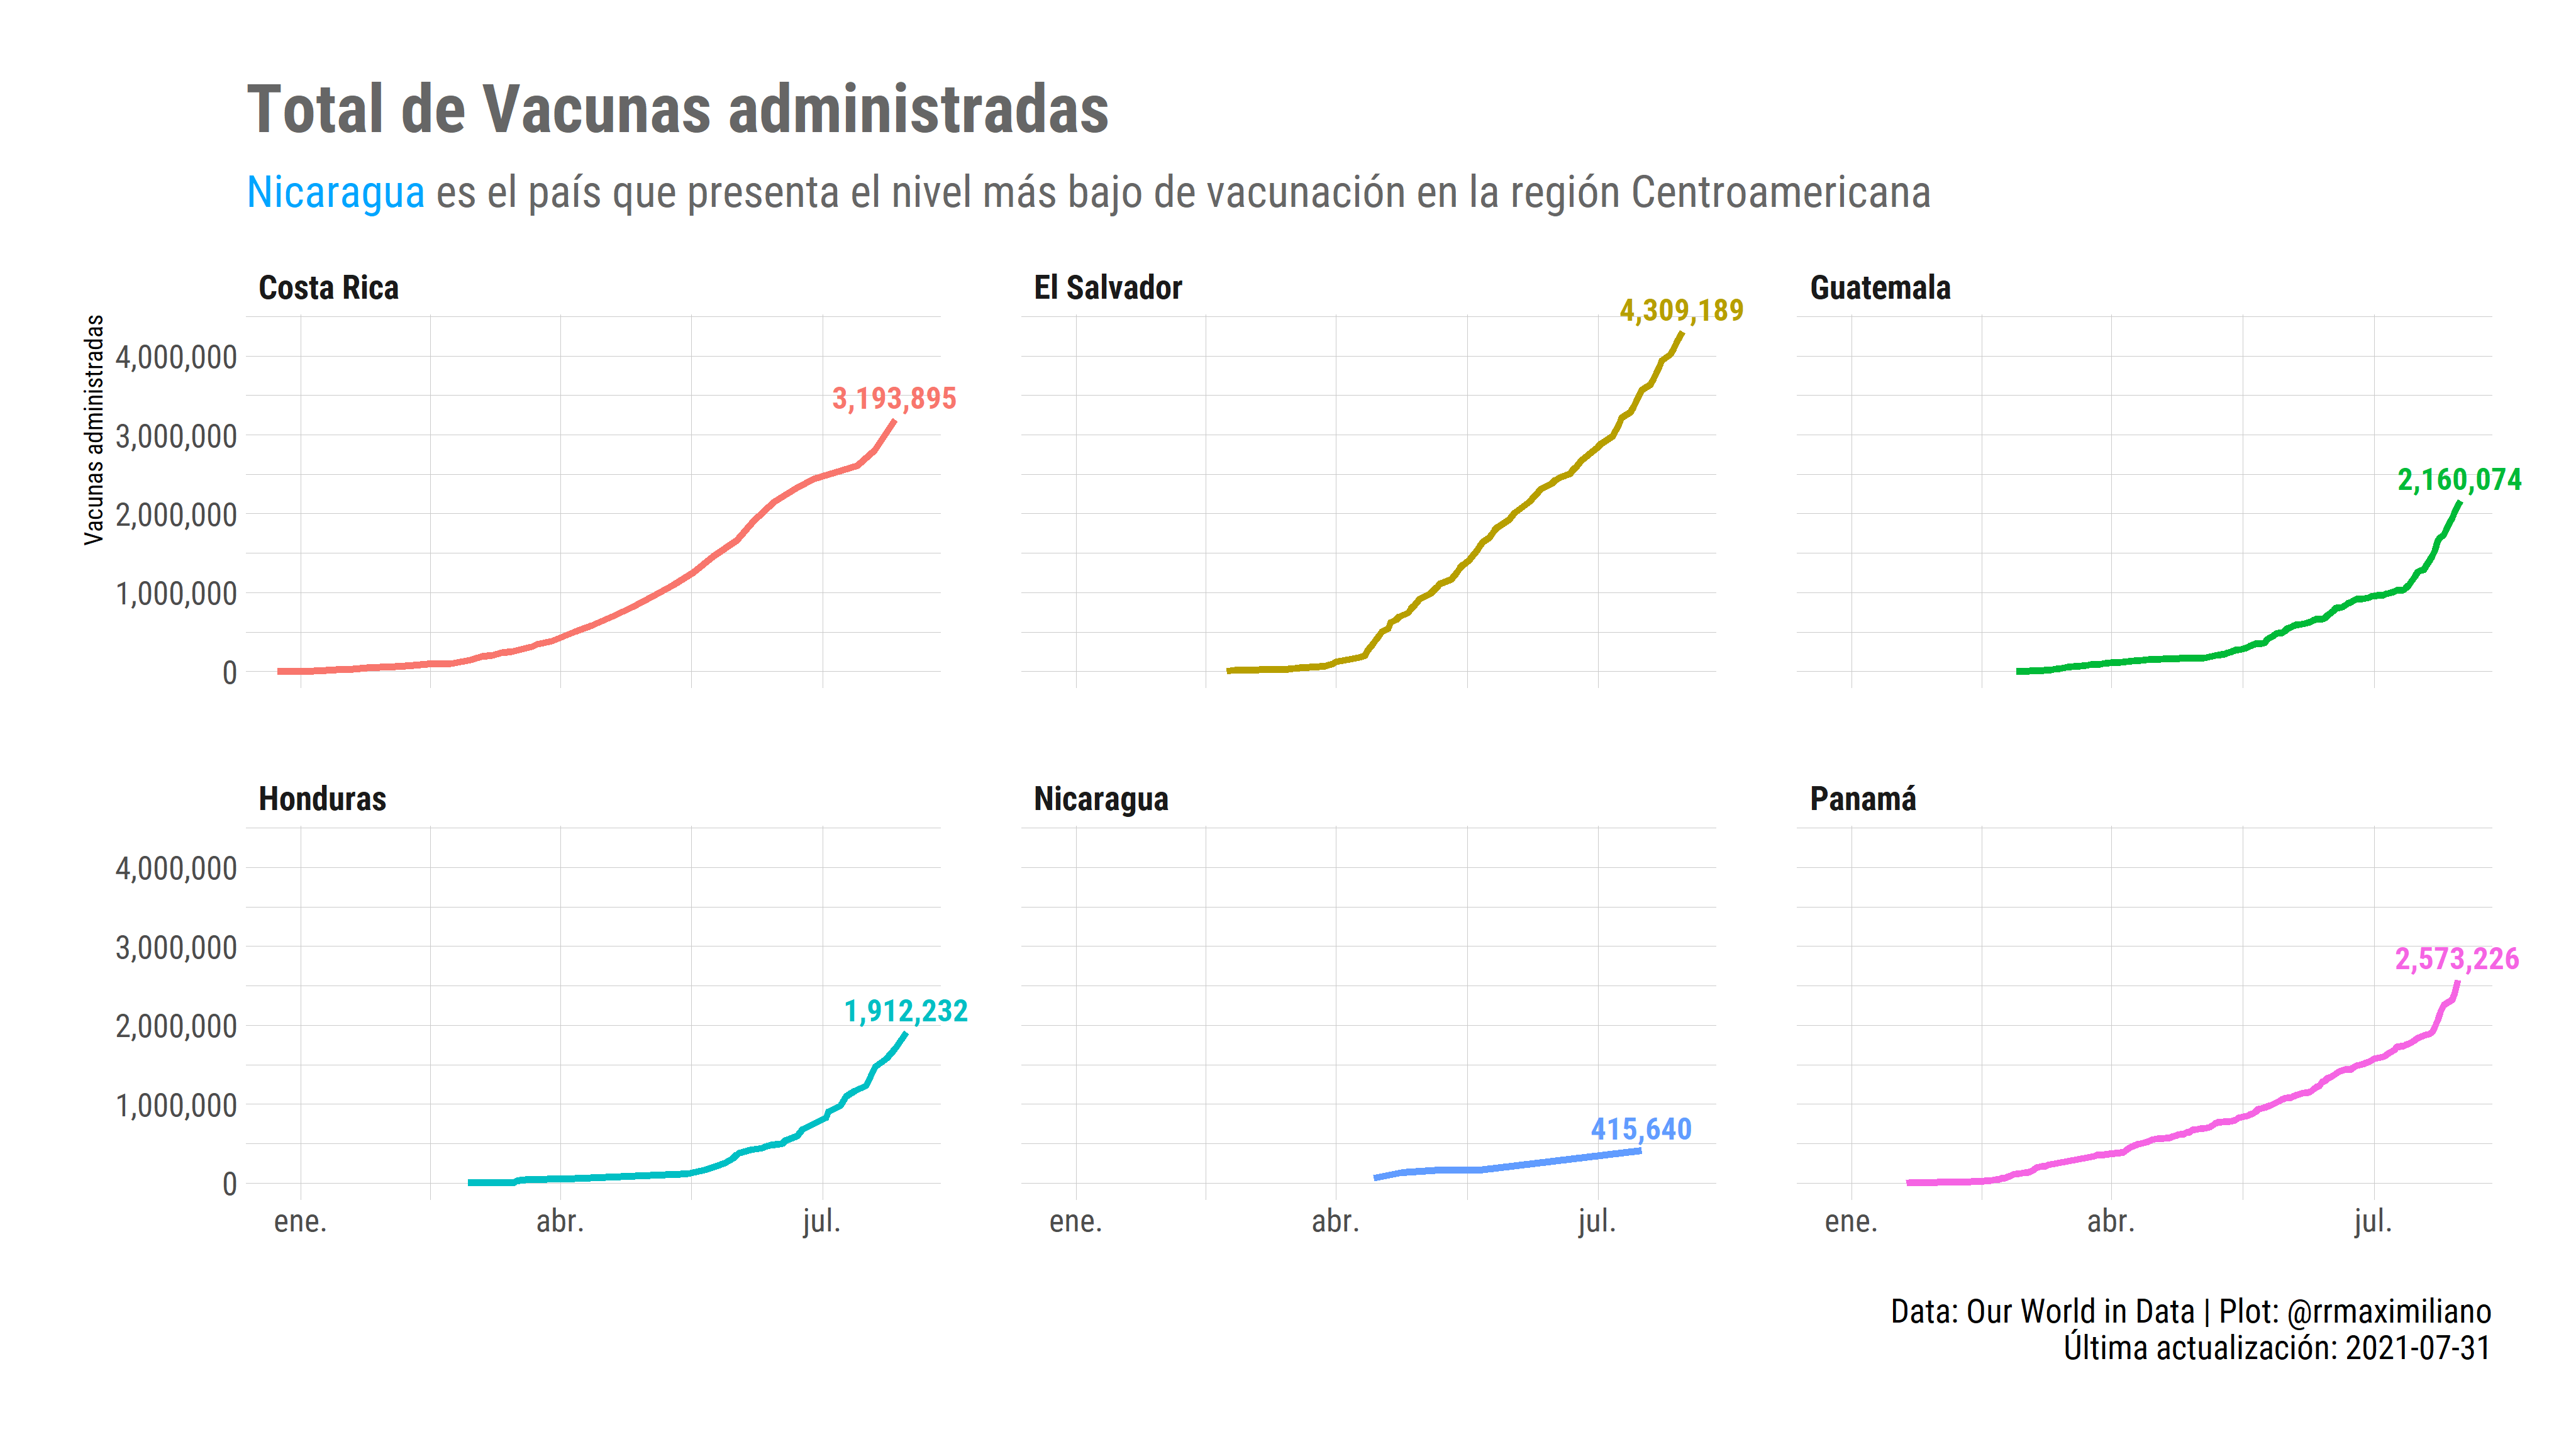 Total de Vacunas administradas
Nicaragua es el país que presenta el nivel más bajo de vacunación en la región Centroamericana
Costa Rica
El Salvador
Guatemala
Vacunas administradas
4,000,000
3,000,000
2,000,000
1,000,000
0
3,193,895
4,309,189
2,160,074
Honduras
Nicaragua
Panamá
4,000,000
3,000,000
2,000,000
1,000,000
0
1,912,232
415,640
2,573,226
ene.
abr.
jul.
ene.
abr.
jul.
ene.
abr.
jul.
Data: Our World in Data | Plot: @rrmaximiliano
Última actualización: 2021-07-31